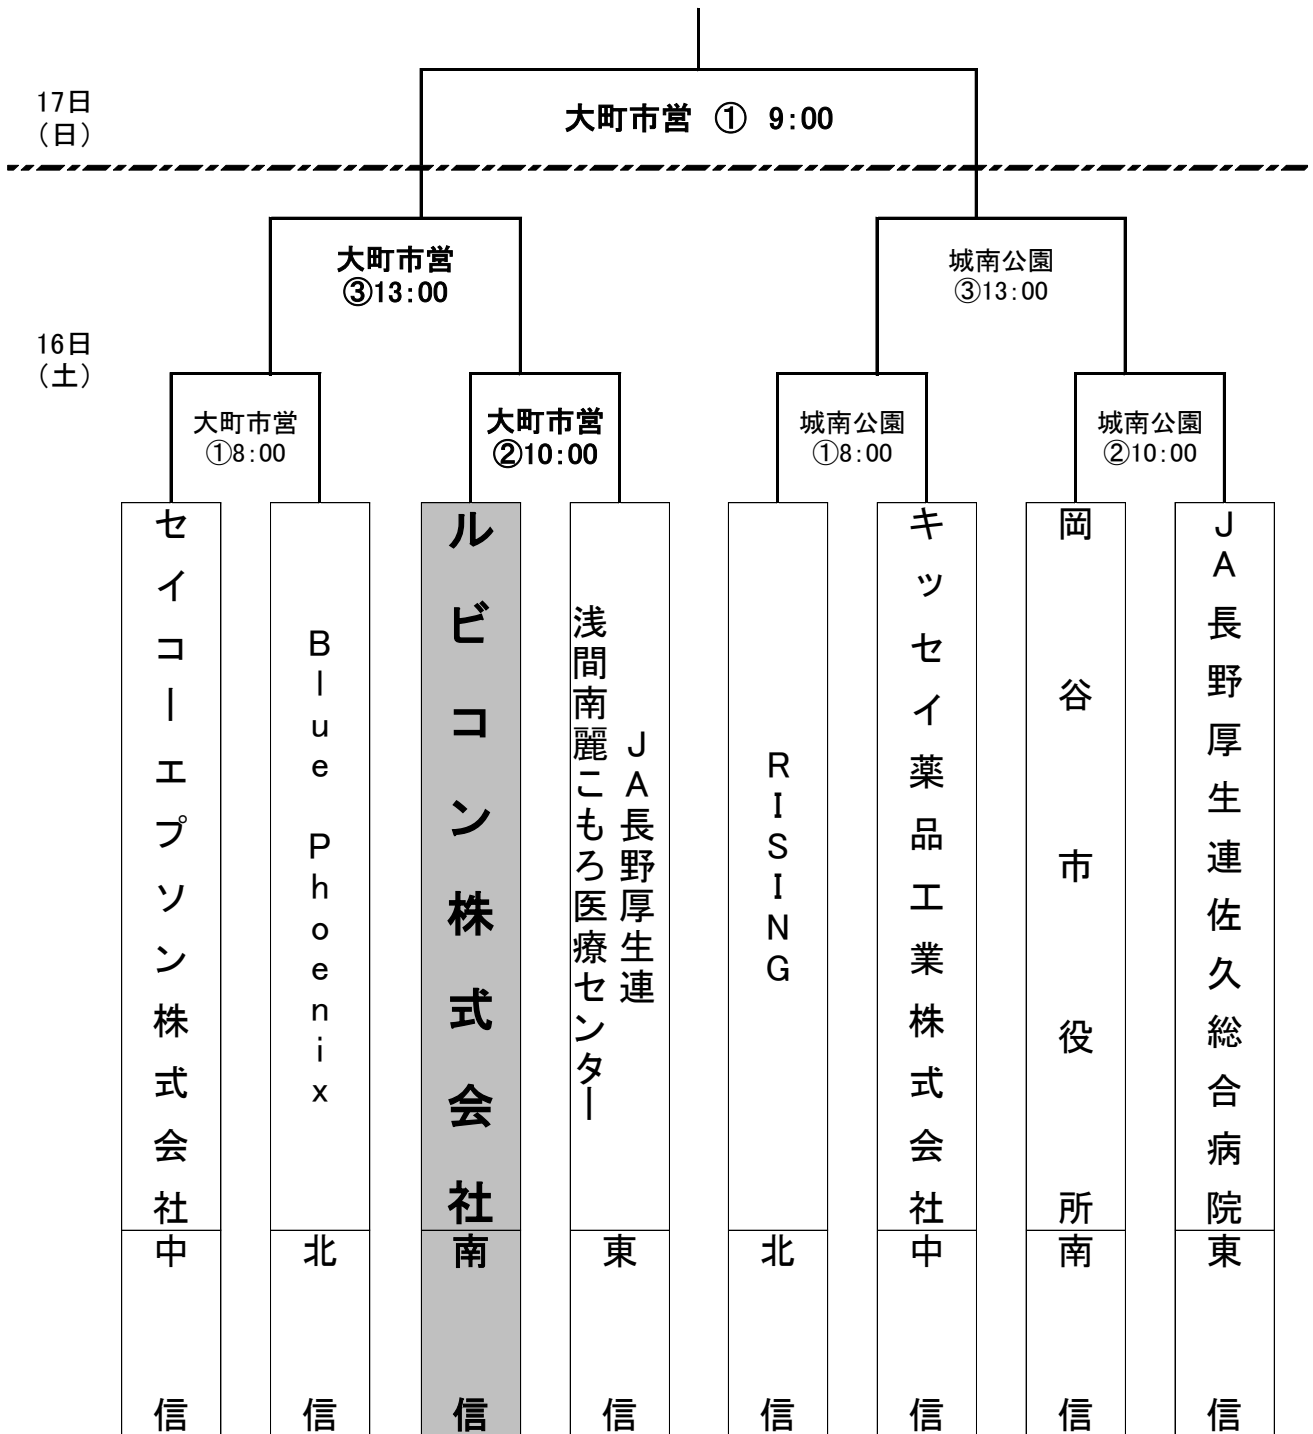 17日
（日）
大町市営 ① 9:00
大町市営
③13:00
城南公園
③13:00
16日
（土）
大町市営
①8:00
大町市営
②10:00
城南公園
①8:00
城南公園
②10:00
セイコーエプソン株式会社
Blue Phoenix
ルビコン株式会社
JA長野厚生連
浅間南麗こもろ医療センター
RISING
キッセイ薬品工業株式会社
岡谷市役所
JA長野厚生連佐久総合病院
中信
北信
南信
東信
北信
中信
南信
東信